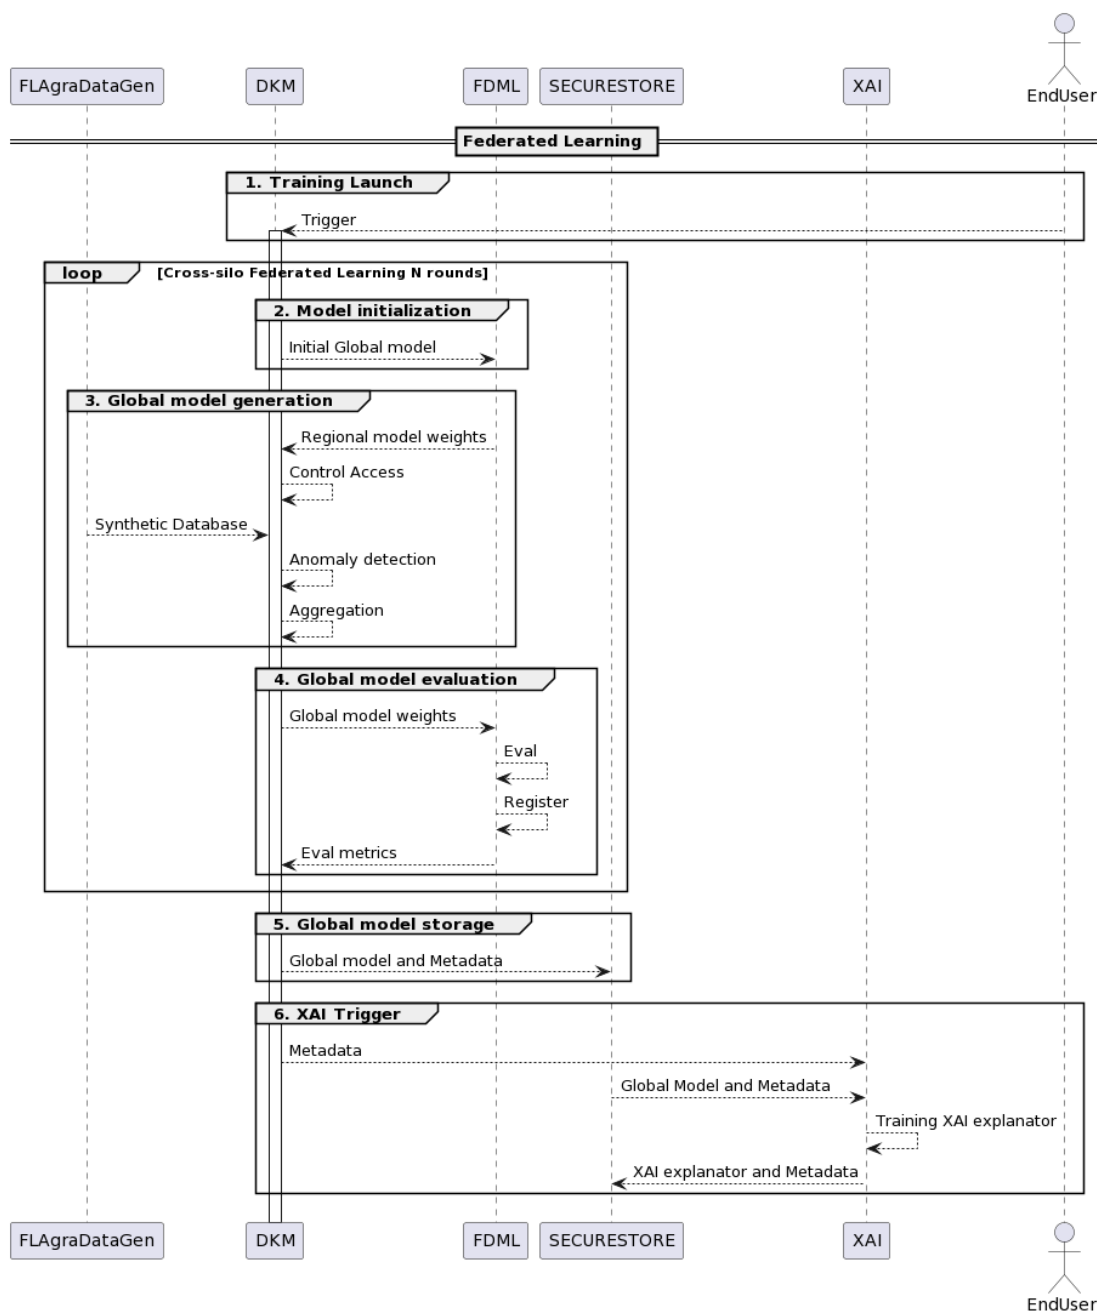 EndUser
FLAgraDataGen
DKM
FDML
SECURESTORE
XAI
Federated Learning
1. Training Launch
Trigger
loop [Cross-silo Federated Learning N rounds]
2. Model initialization
Initial Global model
3. Global model generation
Regional model weights
Control Access
Synthetic Database
Anomaly detection
Aggregation
4. Global model evaluation
Global model weights
Eval
Register
Eval metrics
5. Global model storage
Global model and Metadata
6. XAI Trigger
Metadata
Global Model and Metadata
Training XAI explanator
XAI explanator and Metadata
FLAgraDataGen
DKM
FDML
SECURESTORE
XAI
EndUser